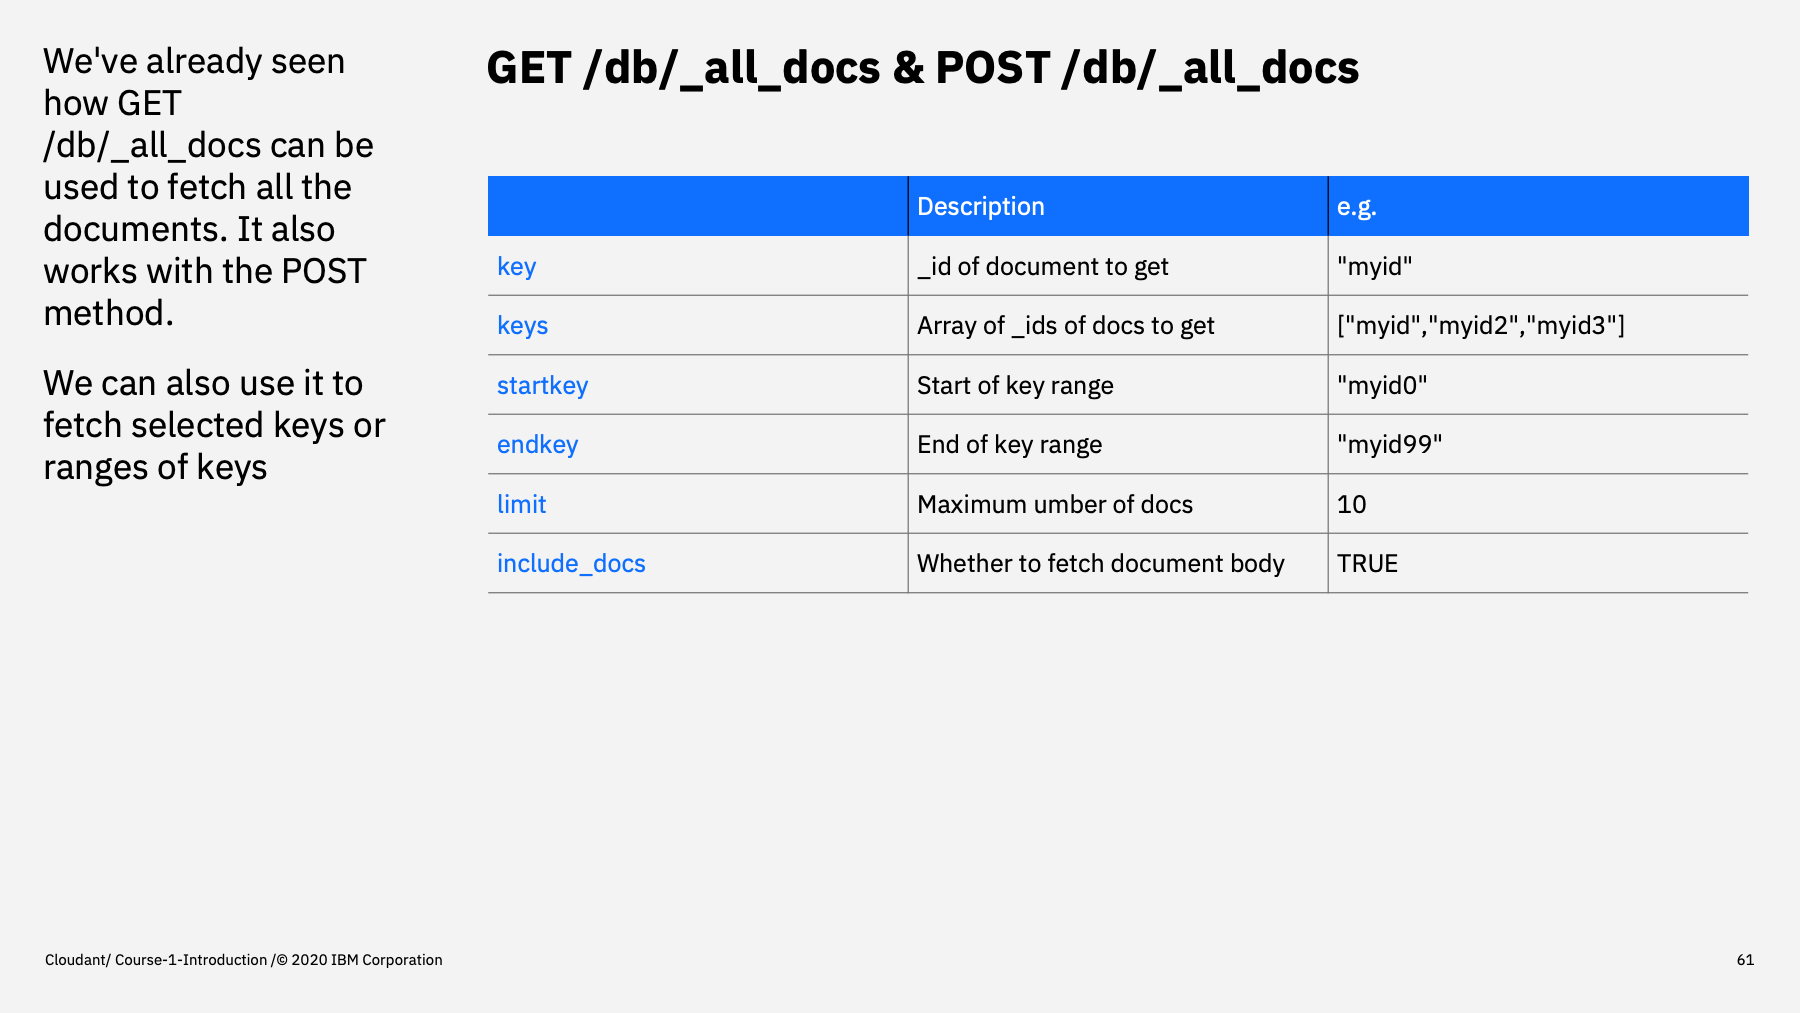 We've already seen
how GET
/db/_all_docs can be
used to fetch all the
documents. It also
works with the POST
method.
We can also use it to
fetch selected keys or
ranges of keys
GET /db/_all_docs & POST /db/_all_docs
Description e.g.
key _id of document to get "myid"
keys Array of _ids of docs to get ["myid","myid2","myid3"]
startkey Start of key range "myid0"
endkey End of key range "myid99"
limit Maximum umber of docs 10
include_docs Whether to fetch document body TRUE
Cloudant/ Course-1-Introduction /© 2020 IBM Corporation 61